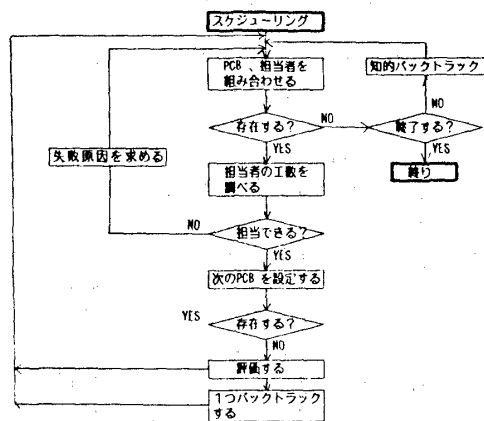 スケジューリング
PCB 、担当者を
組み合わせる
知的バックトラック
NO
NO
存在する?
終了する?
YES
YES
失敗原因を求める
担当者の工数を
調べる
終り
NO
担当できる?
YES
次のPCB を設定する
YES
存在する?
NO
評価する
1つバックトラック
する